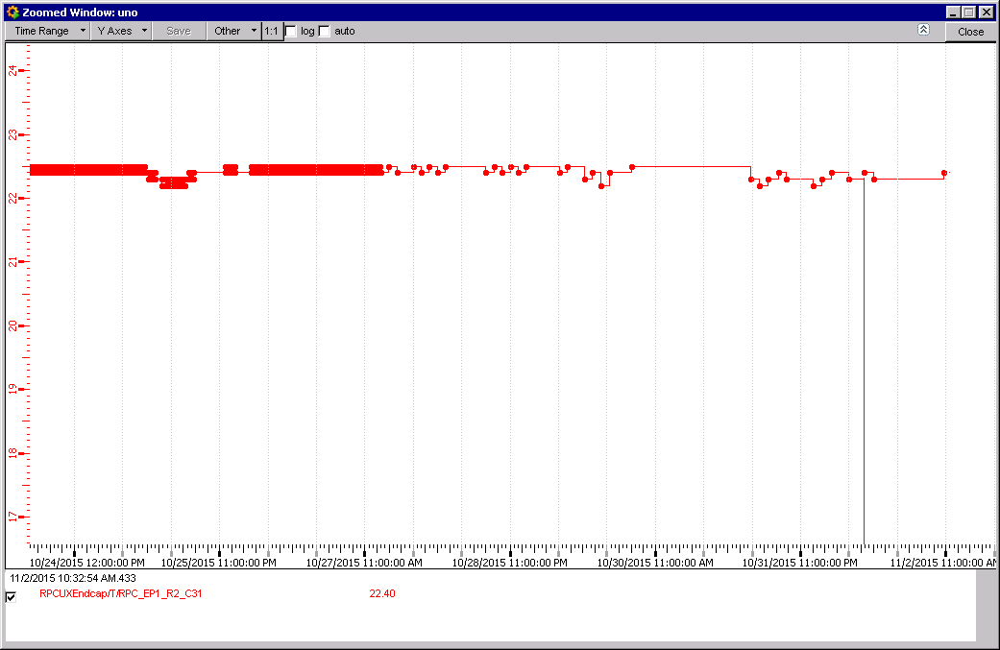 Zoomed Window: uno
Time Range Y Axes Save Other 1:1 log auto Close
24
23
22
21
20
19
18
17
10/24/2015 12:00:00 PM 10/25/2015 11:00:00 PM 10/27/2015 11:00:00 AM 10/28/2015 11:00:00 PM 10/30/2015 11:00:00 AM 10/31/2015 11:00:00 PM 11/2/2015 11:00:00 AM
11/2/2015 10:32:54 AM.433
RPCUXEndcap/T/RPC_EP1_R2_C31 22.40